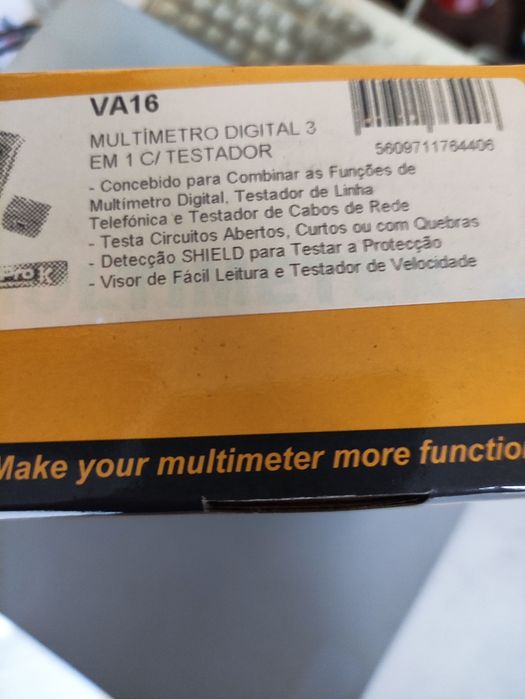 VA16
MULTÍMETRO DIGITAL 3
EM 1 C/ TESTADOR
5609711764406
- Concebido para Combinar as Funções de
Multímetro Digital, Testador de Linha
Telefónica e Testador de Cabos de Rede
- Testa Circuitos Abertos, Curtos ou com Quebras
- Detecção SHIELD para Testar a Protecção
- Visor de Fácil Leitura e Testador de Velocidade
Pro K
Make your multimeter more function